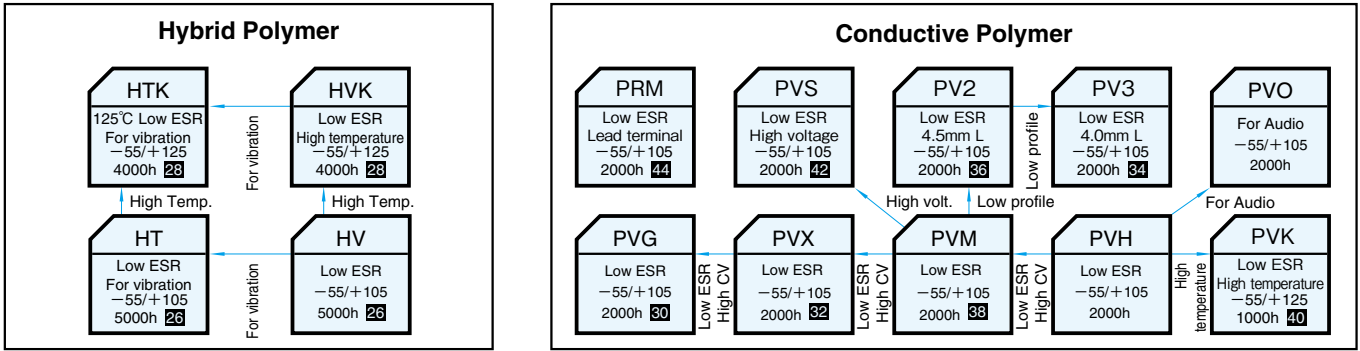 Hybrid Polymer
HTK
125℃ Low ESR
For vibration
−55/＋125
4000h 28
For vibration
HVK
Low ESR
High temperature
−55/＋125
4000h 28
High Temp.
High Temp.
HT
Low ESR
For vibration
−55/＋105
5000h 26
For vibration
HV
Low ESR
−55/＋105
5000h 26
Conductive Polymer
PRM
Low ESR
Lead terminal
−55/＋105
2000h 44
PVS
Low ESR
High voltage
−55/＋105
2000h 42
PV2
Low ESR
4.5mm L
−55/＋105
2000h 36
Low profile
PV3
Low ESR
4.0mm L
−55/＋105
2000h 34
PVO
For Audio
−55/＋105
2000h
High volt.
Low profile
For Audio
PVG
Low ESR
−55/＋105
2000h 30
Low ESR
High CV
PVX
Low ESR
−55/＋105
2000h 32
Low ESR
High CV
PVM
Low ESR
−55/＋105
2000h 38
Low ESR
High CV
PVH
Low ESR
−55/＋105
2000h
High
temperature
PVK
Low ESR
High temperature
−55/＋125
1000h 40